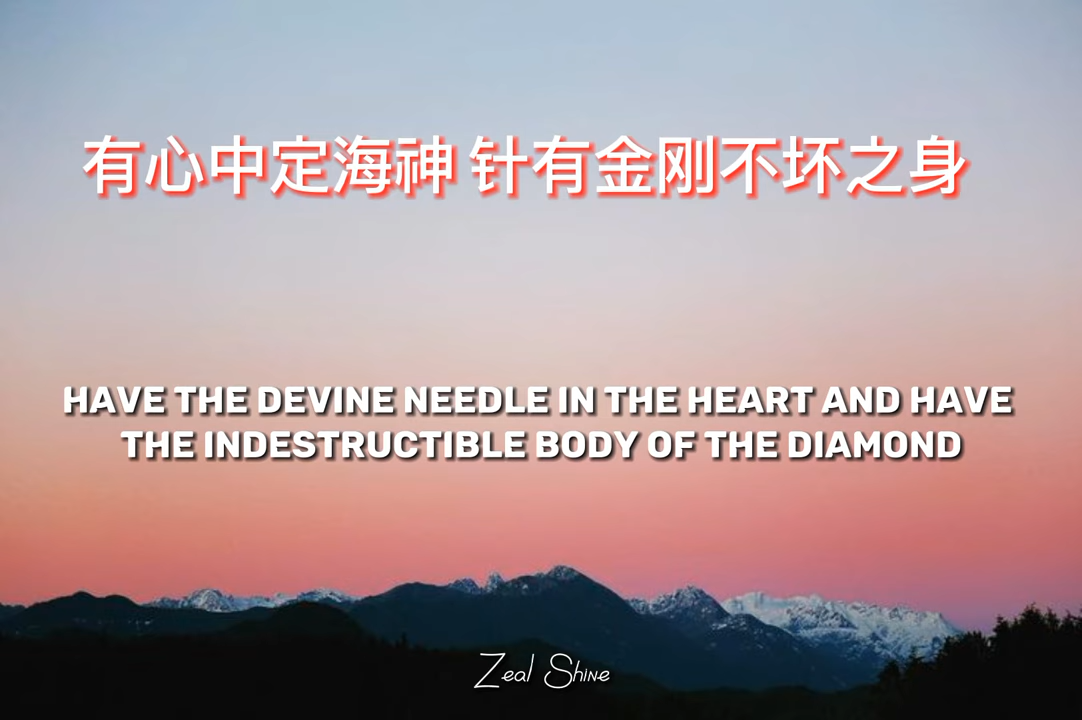 有心中定海神 针有金刚不坏之身
HAVE THE DEVINE NEEDLE IN THE HEART AND HAVE
THE INDESTRUCTIBLE BODY OF THE DIAMOND
Zeal Shine